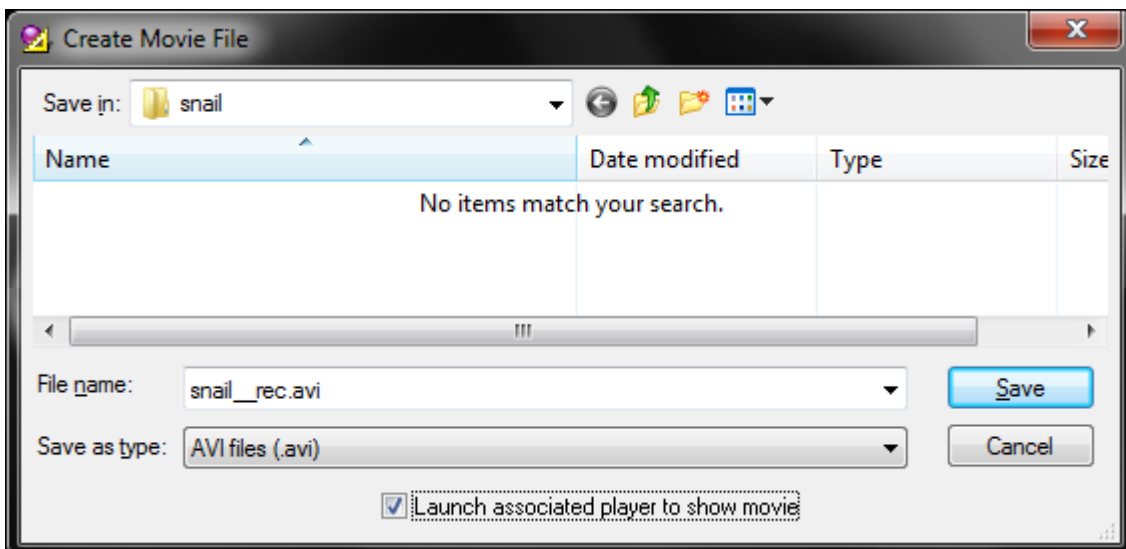 Create Movie File
Save in: snail
Name Date modified Type Size
No items match your search.
File name: snail__rec.avi Save
Save as type: AVI files (.avi) Cancel
Launch associated player to show movie